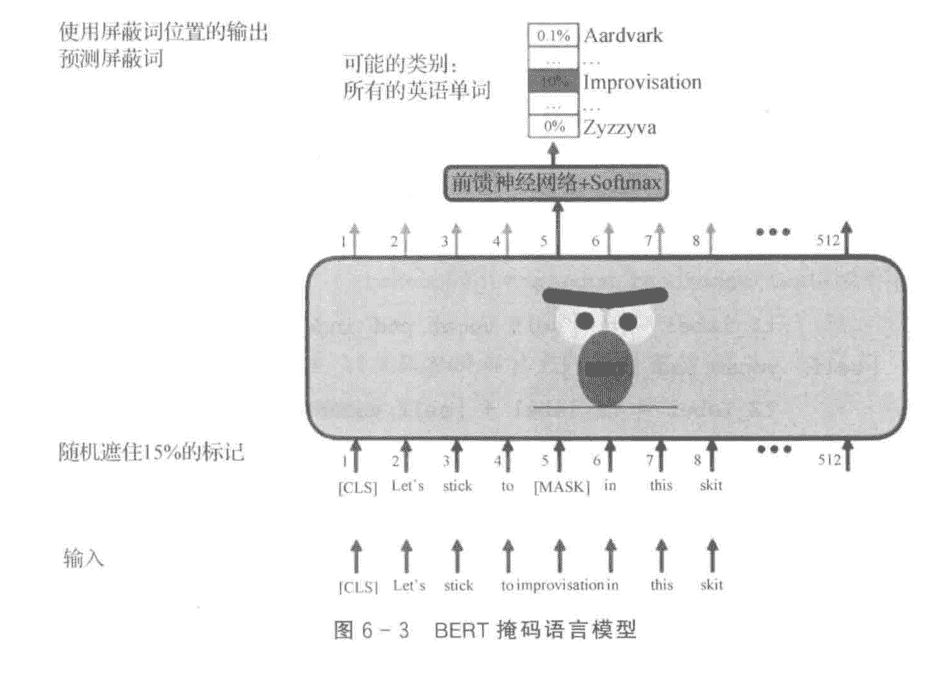 使用屏蔽词位置的输出
预测屏蔽词
可能的类别：
所有的英语单词
0.1% Aardvark
... ...
10% Improvisation
... ...
0% Zyzzyva
前馈神经网络+Softmax
1 2 3 4 5 6 7 8 ••• 512
随机遮住15%的标记
1 2 3 4 5 6 7 8 ••• 512
[CLS] Let's stick to [MASK] in this skit
输入
[CLS] Let's stick to improvisation in this skit
图 6-3 BERT 掩码语言模型